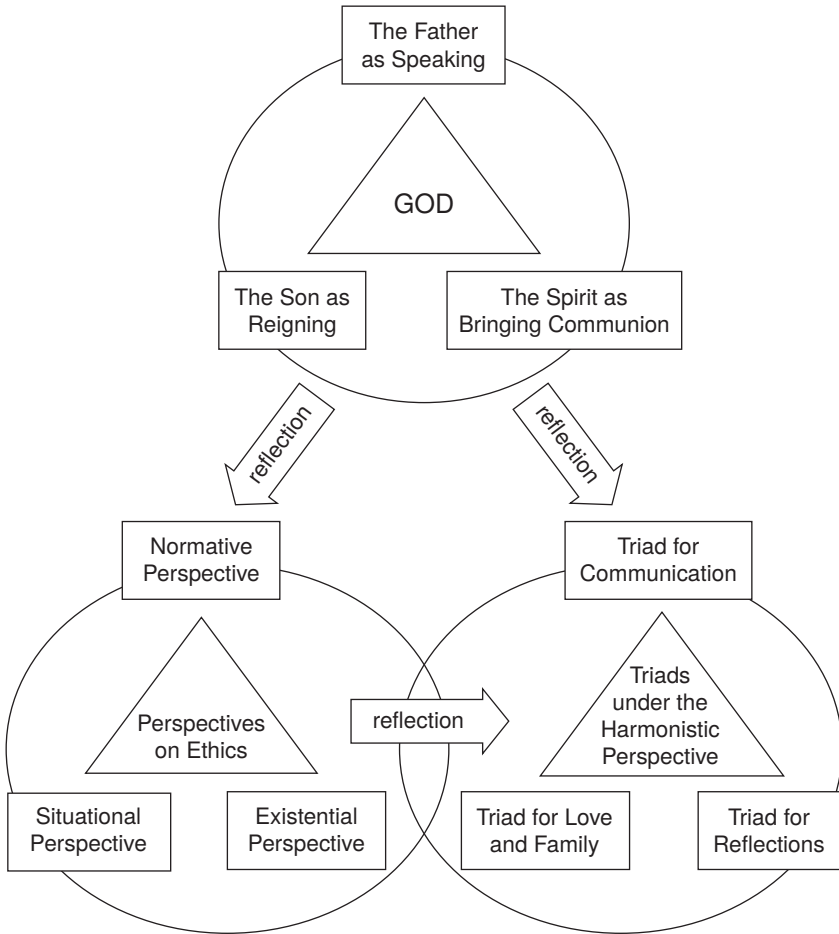 The Father
as Speaking
GOD
The Son as
Reigning
The Spirit as
Bringing Communion
reflection
reflection
Normative
Perspective
Triad for
Communication
Perspectives
on Ethics
reflection
Triads
under the
Harmonistic
Perspective
Situational
Perspective
Existential
Perspective
Triad for Love
and Family
Triad for
Reflections